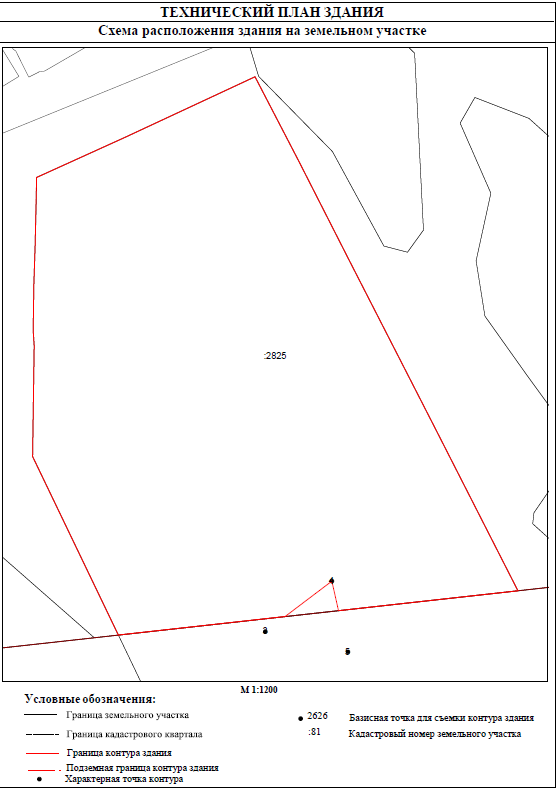 ТЕХНИЧЕСКИЙ ПЛАН ЗДАНИЯ
Схема расположения здания на земельном участке
:2825
4
3
5
М 1:1200
Условные обозначения:
Граница земельного участка
Граница кадастрового квартала
Граница контура здания
Подземная граница контура здания
Характерная точка контура
2626 Базисная точка для съемки контура здания
:81 Кадастровый номер земельного участка